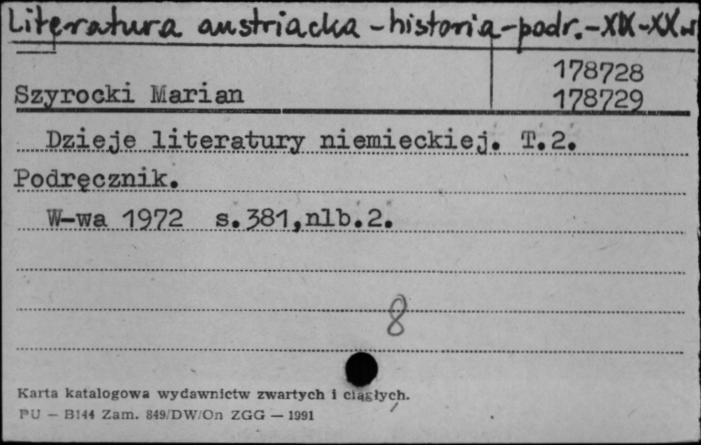 Literatura austriacka - historia - podr. - XIX - XX w
178728
Szyrocki Marian 178729
Dzieje literatury niemieckiej. T.2.
Podręcznik.
W-wa 1972 s.381,nlb.2.
8
Karta katalogowa wydawnictw zwartych i ciągłych.
PU — B144 Zam. 849/DW/On ZGG — 1991